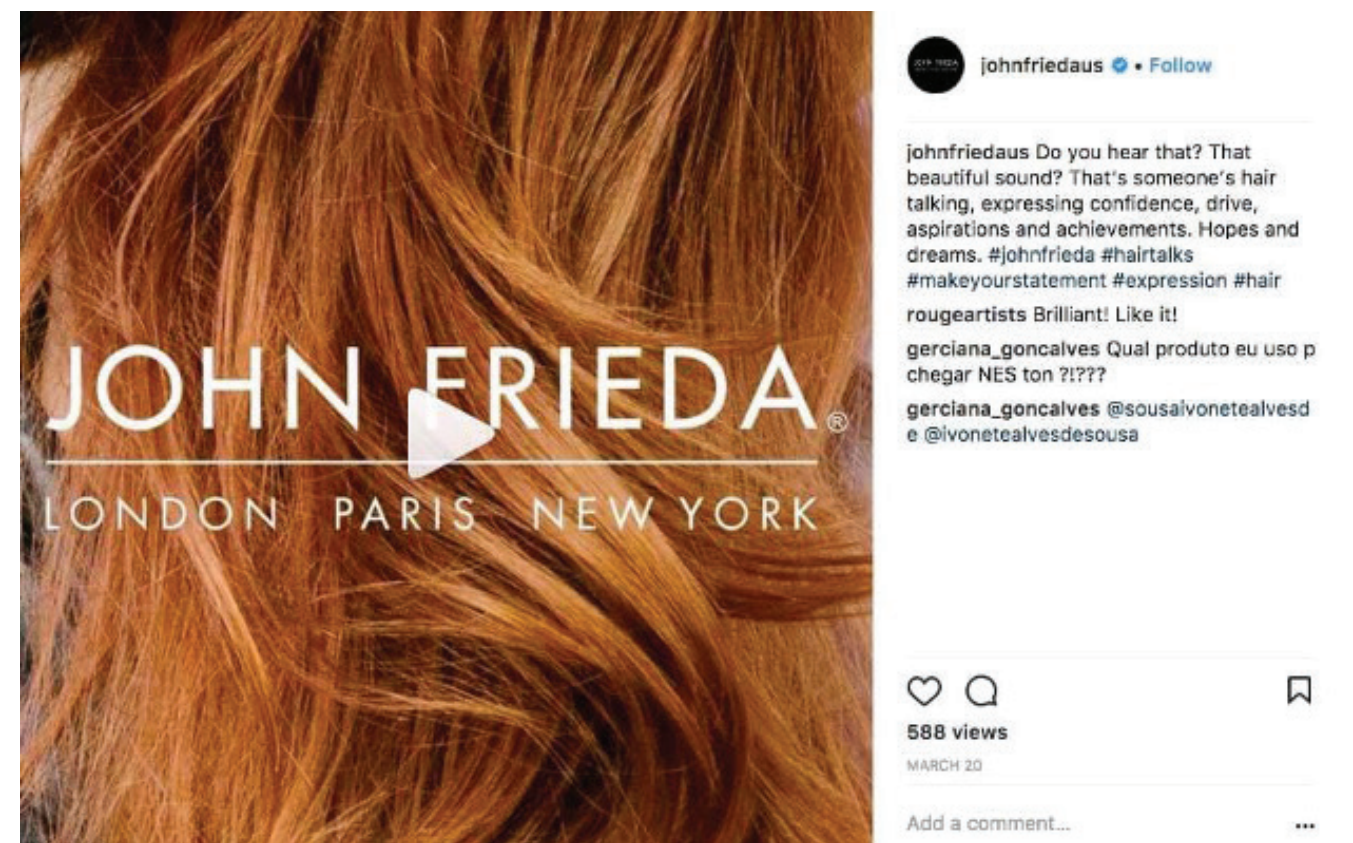 JOHN FRIEDA®
LONDON PARIS NEW YORK
JOHN FRIEDA
johnfriedaus • Follow
johnfriedaus Do you hear that? That
beautiful sound? That's someone's hair
talking, expressing confidence, drive,
aspirations and achievements. Hopes and
dreams. #johnfrieda #hairtalks
#makeyourstatement #expression #hair
rougeartists Brilliant! Like it!
gerciana_goncalves Qual produto eu uso p
chegar NES ton ?!???
gerciana_goncalves @sousaivonetealvesd
e @ivonetealvesdesousa
588 views
MARCH 20
Add a comment...